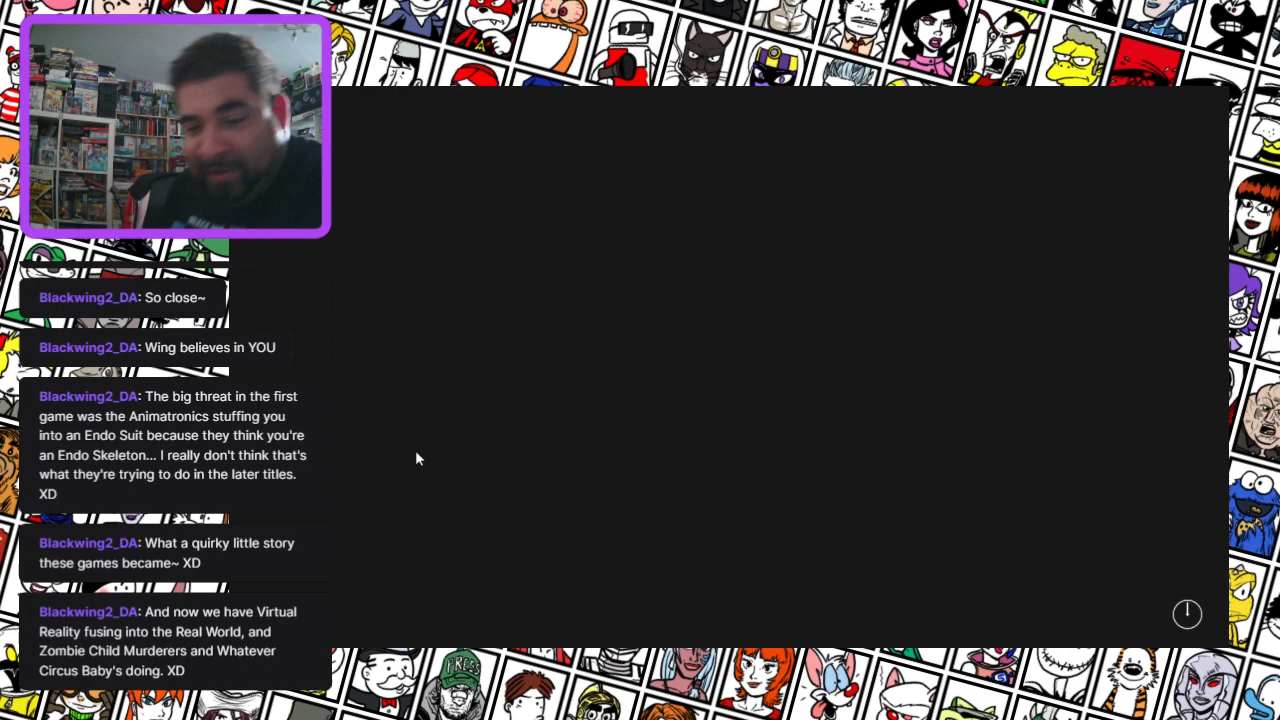 Blackwing2_DA: So close~
Blackwing2_DA: Wing believes in YOU
Blackwing2_DA: The big threat in the first
game was the Animatronics stuffing you
into an Endo Suit because they think you're
an Endo Skeleton... I really don't think that's
what they're trying to do in the later titles.
XD
Blackwing2_DA: What a quirky little story
these games became~ XD
Blackwing2_DA: And now we have Virtual
Reality fusing into the Real World, and
Zombie Child Murderers and Whatever
Circus Baby's doing. XD
PRESS